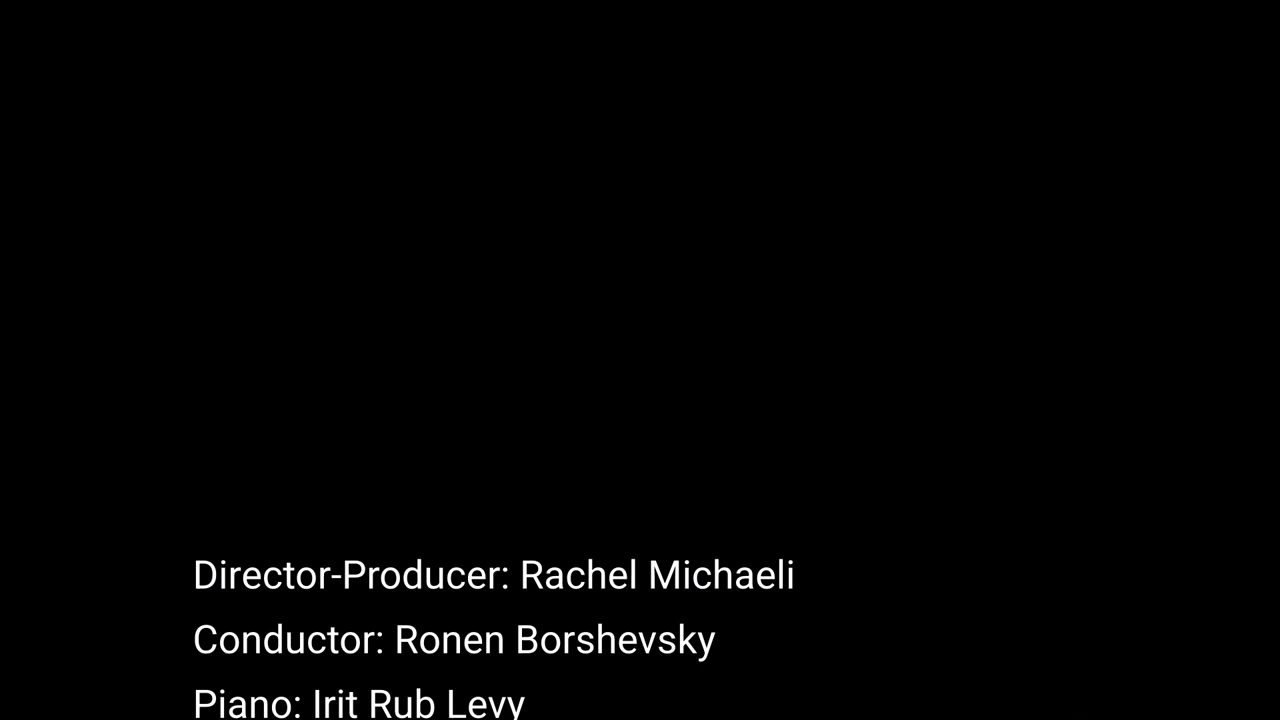 Director-Producer: Rachel Michaeli
Conductor: Ronen Borshevsky
Piano: Irit Rub Levy